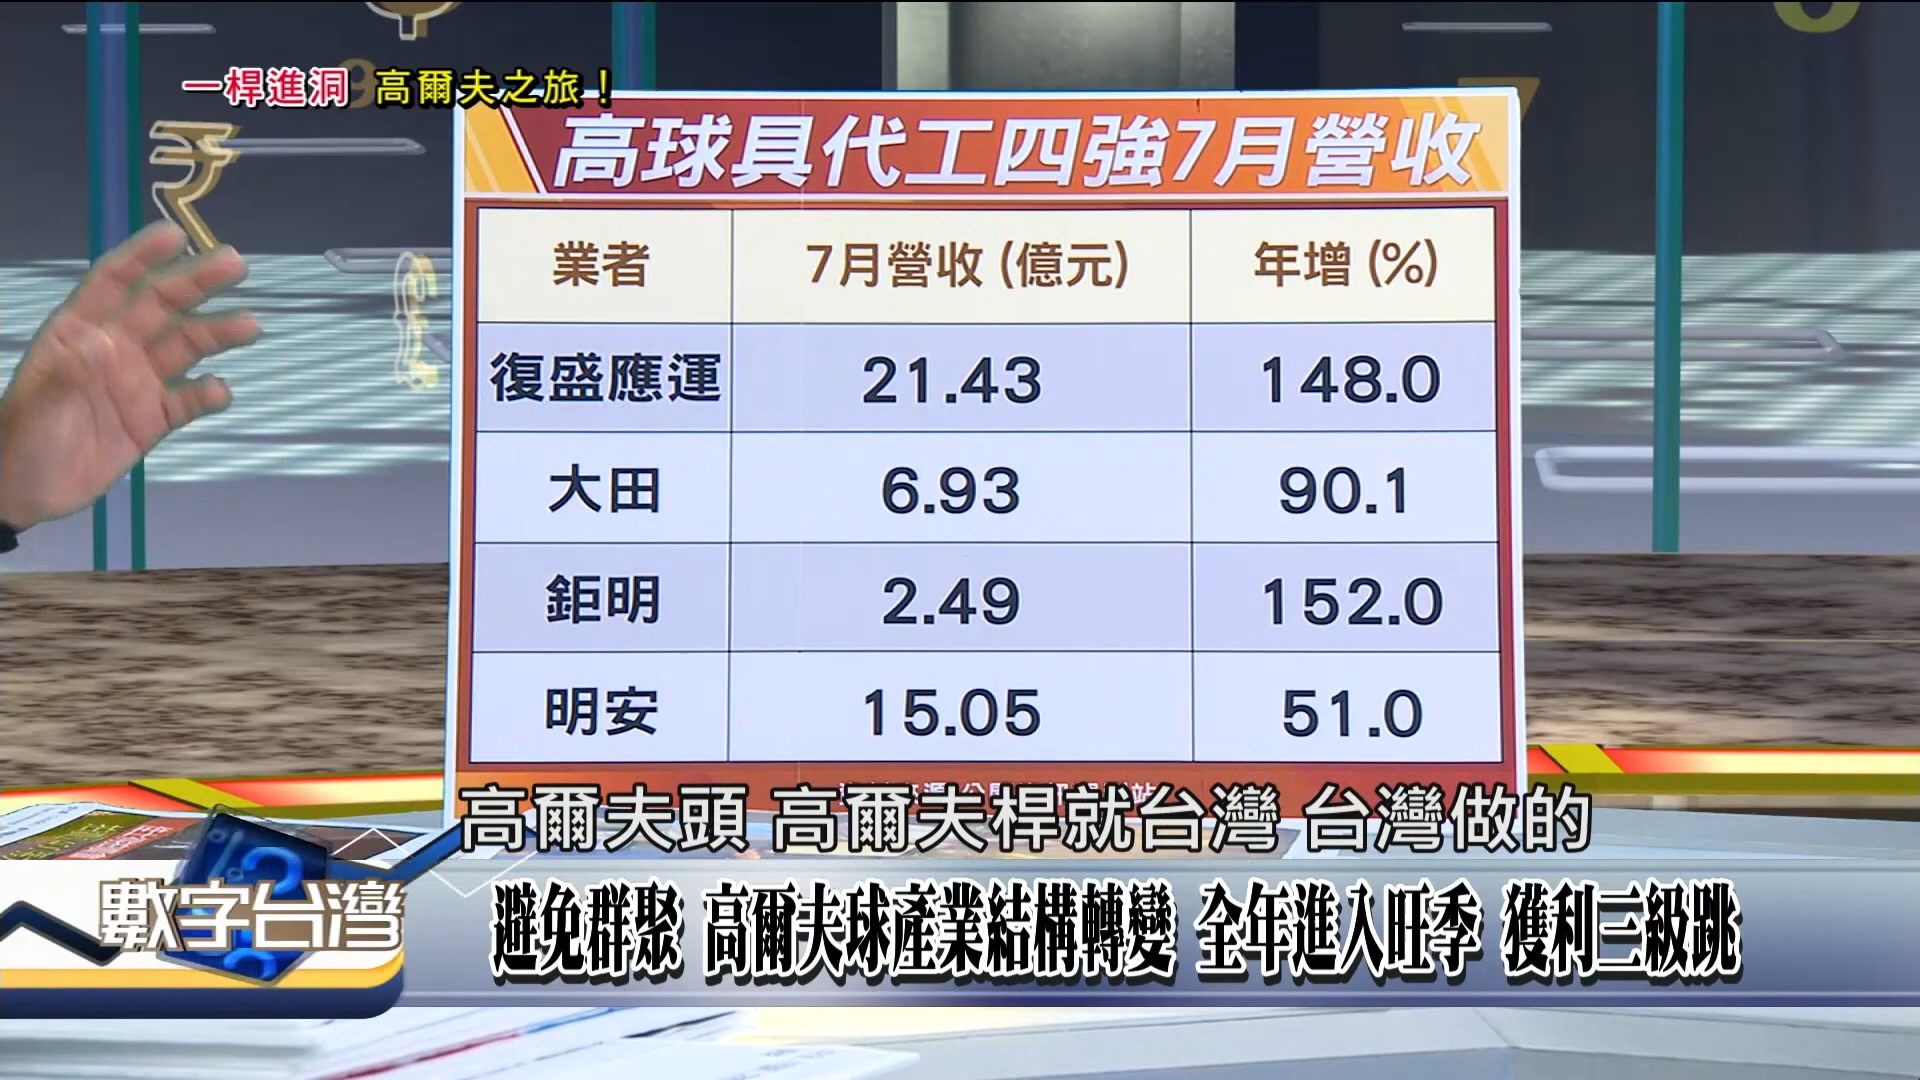 一桿進洞 高爾夫之旅！
高球具代工四強7月營收
業者 7月營收 (億元) 年增 (%)
復盛應運 21.43 148.0
大田 6.93 90.1
鉅明 2.49 152.0
明安 15.05 51.0
高爾夫頭 高爾夫桿就台灣 台灣做的
數字台灣
避免群聚 高爾夫球產業結構轉變 全年進入旺季 獲利三級跳